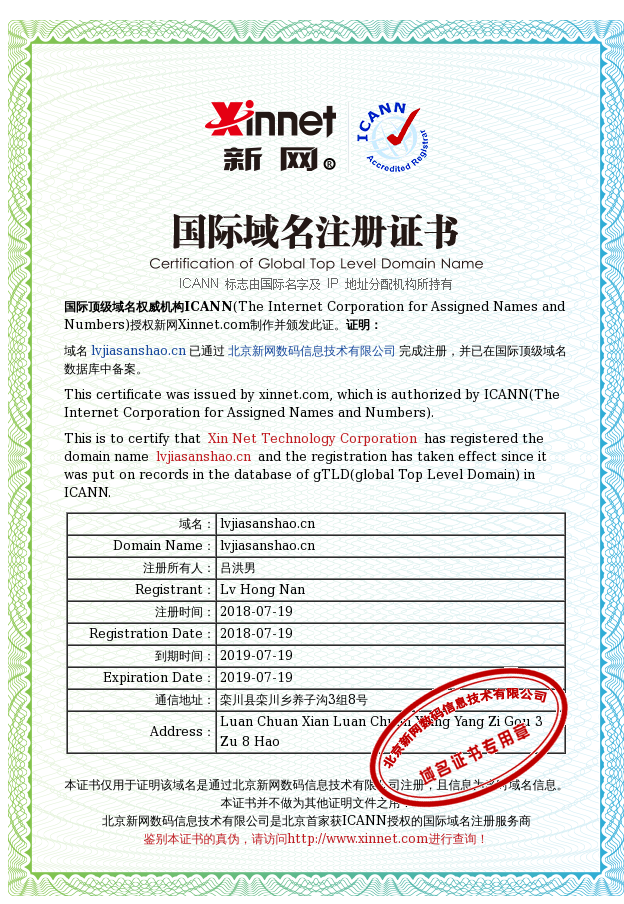 xinnet
新 网®
ICANN
Accredited Registrar
国际域名注册证书
Certification of Global Top Level Domain Name
ICANN 标志由国际名字及 IP 地址分配机构所持有
国际顶级域名权威机构ICANN(The Internet Corporation for Assigned Names and
Numbers)授权新网Xinnet.com制作并颁发此证。证明：
域名 lvjiasanshao.cn 已通过 北京新网数码信息技术有限公司 完成注册，并已在国际顶级域名
数据库中备案。
This certificate was issued by xinnet.com, which is authorized by ICANN(The
Internet Corporation for Assigned Names and Numbers).
This is to certify that Xin Net Technology Corporation has registered the
domain name lvjiasanshao.cn and the registration has taken effect since it
was put on records in the database of gTLD(global Top Level Domain) in
ICANN.
域名： lvjiasanshao.cn
Domain Name： lvjiasanshao.cn
注册所有人： 吕洪男
Registrant： Lv Hong Nan
注册时间： 2018-07-19
Registration Date： 2018-07-19
到期时间： 2019-07-19
Expiration Date： 2019-07-19
通信地址： 栾川县栾川乡养子沟3组8号
Address： Luan Chuan Xian Luan Chuan Xiang Yang Zi Gou 3
Zu 8 Hao
北京新网数码信息技术有限公司
域名证书专用章
本证书仅用于证明该域名是通过北京新网数码信息技术有限公司注册，且信息为当时域名信息。
本证书并不做为其他证明文件之用！
北京新网数码信息技术有限公司是北京首家获ICANN授权的国际域名注册服务商
鉴别本证书的真伪，请访问http://www.xinnet.com进行查询！